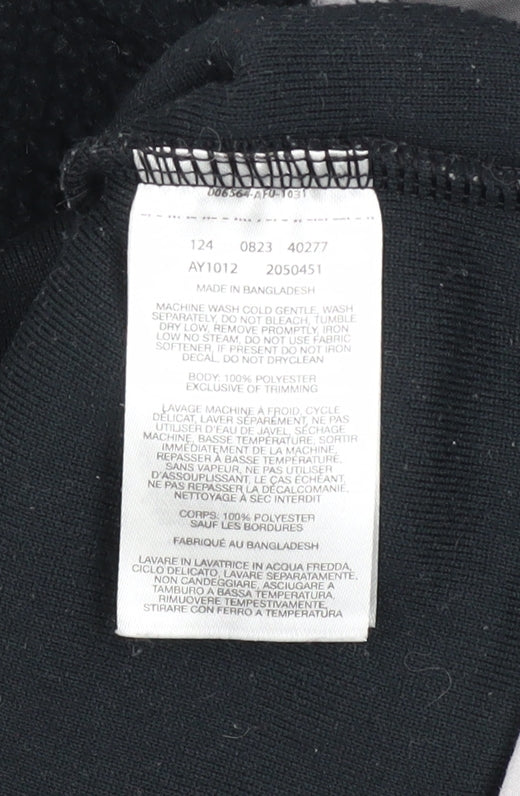 006564-AFU-1031
124 0823 40277
AY1012 2050451
MADE IN BANGLADESH
MACHINE WASH COLD GENTLE, WASH
SEPARATELY, DO NOT BLEACH, TUMBLE
DRY LOW, REMOVE PROMPTLY, IRON
LOW NO STEAM, DO NOT USE FABRIC
SOFTENER, IF PRESENT DO NOT IRON
DECAL, DO NOT DRYCLEAN
BODY: 100% POLYESTER
EXCLUSIVE OF TRIMMING
LAVAGE MACHINE À FROID, CYCLE
DÉLICAT, LAVER SÉPARÉMENT, NE PAS
UTILISER D'EAU DE JAVEL, SÉCHAGE
MACHINE, BASSE TEMPÉRATURE, SORTIR
IMMÉDIATEMENT DE LA MACHINE,
REPASSER À BASSE TEMPÉRATURE,
SANS VAPEUR, NE PAS UTILISER
D'ASSOUPLISSANT, LE CAS ÉCHÉANT,
NE PAS REPASSER LA DÉCALCOMANIE,
NETTOYAGE À SEC INTERDIT
CORPS: 100% POLYESTER
SAUF LES BORDURES
FABRIQUÉ AU BANGLADESH
LAVARE IN LAVATRICE IN ACQUA FREDDA,
CICLO DELICATO, LAVARE SEPARATAMENTE,
NON CANDEGGIARE, ASCIUGARE A
TAMBURO A BASSA TEMPERATURA,
RIMUOVERE TEMPESTIVAMENTE,
STIRARE CON FERRO A TEMPERATURA